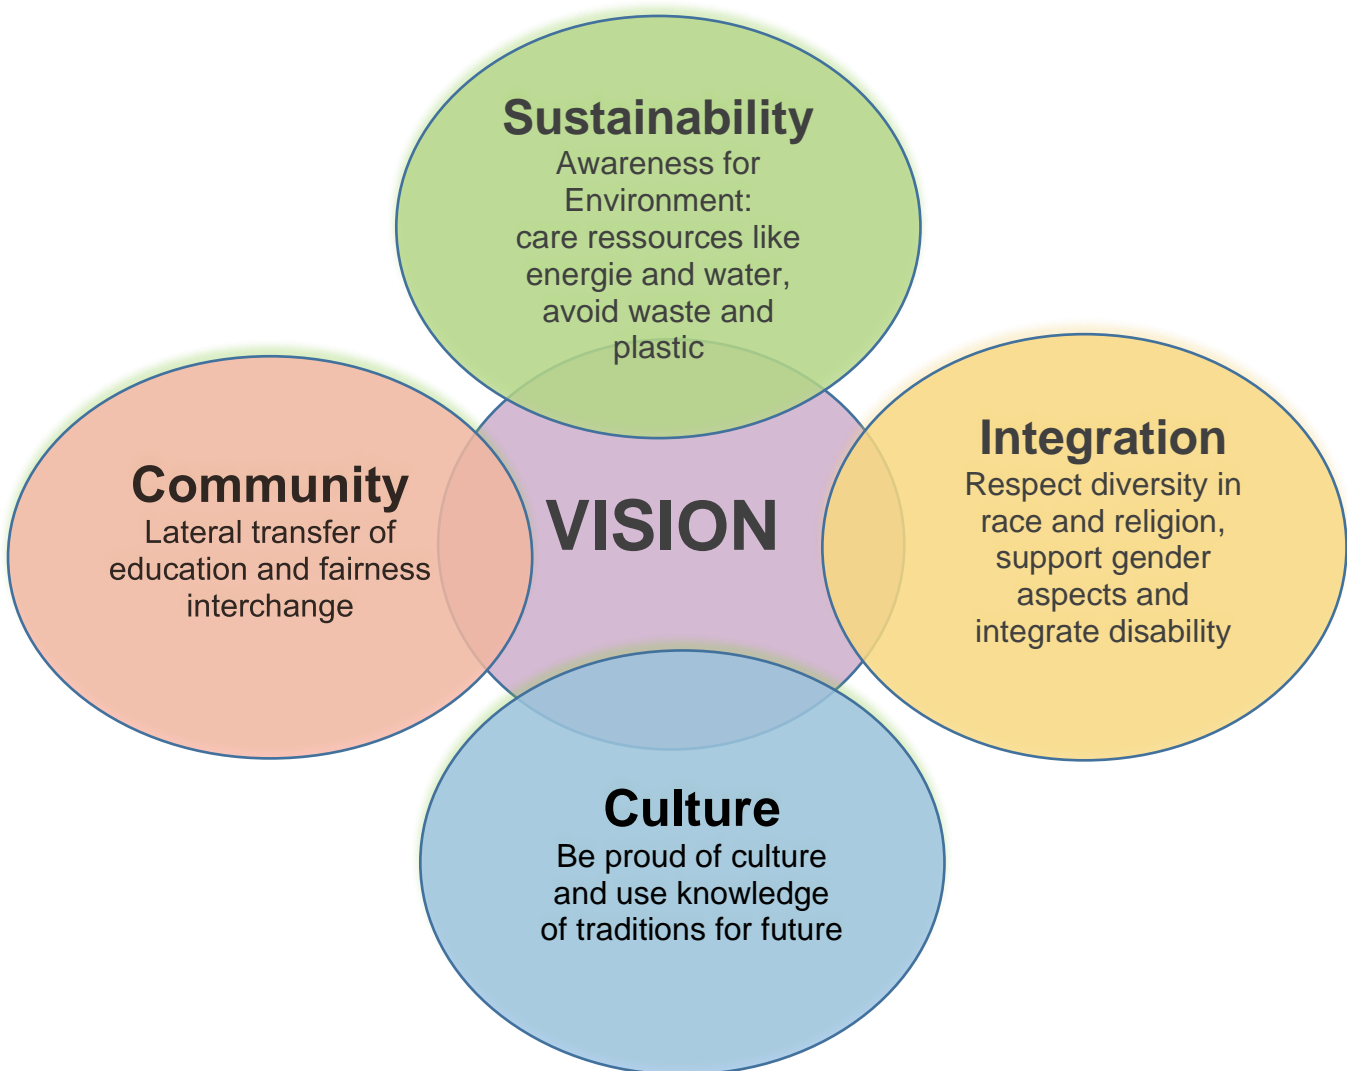 Sustainability
Awareness for
Environment:
care ressources like
energie and water,
avoid waste and
plastic
Community
Lateral transfer of
education and fairness
interchange
VISION
Integration
Respect diversity in
race and religion,
support gender
aspects and
integrate disability
Culture
Be proud of culture
and use knowledge
of traditions for future